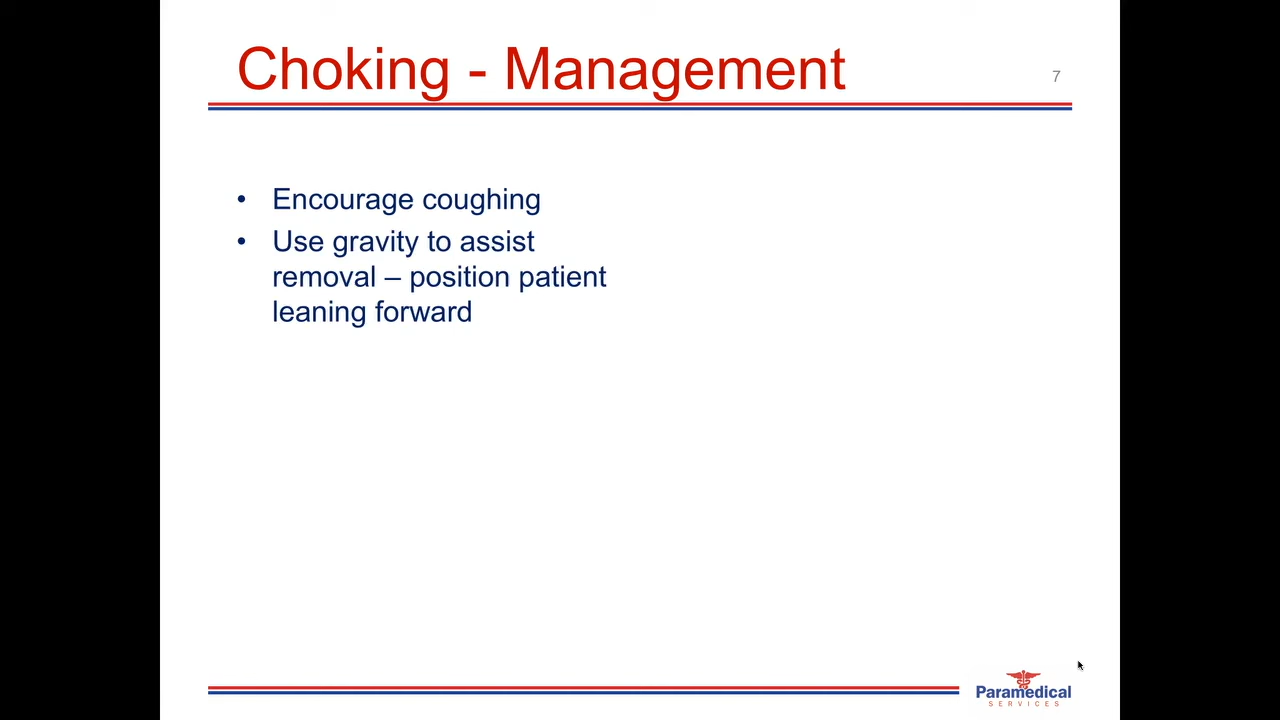 Choking - Management
7
• Encourage coughing
• Use gravity to assist
removal – position patient
leaning forward
Paramedical
SERVICES